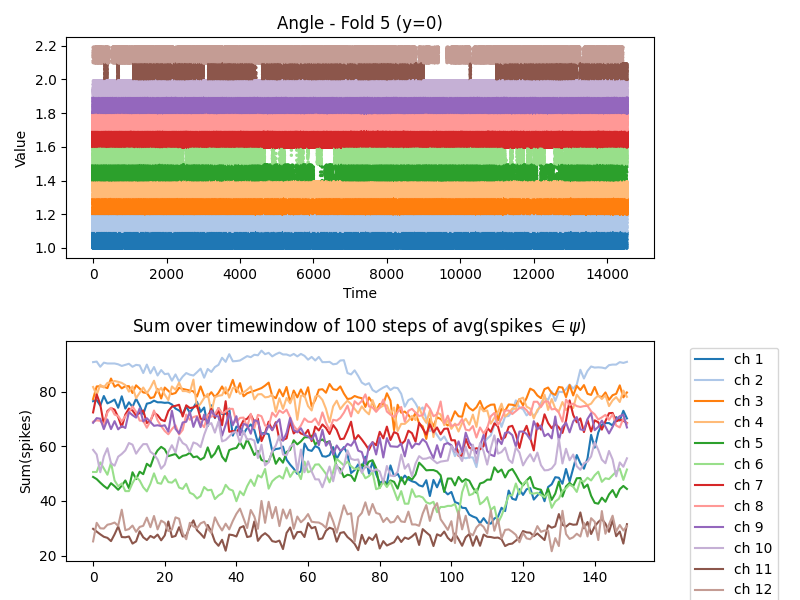 Angle - Fold 5 (y=0)
2.2
2.0
1.8
1.6
1.4
1.2
1.0
Value
0 2000 4000 6000 8000 10000 12000 14000
Time
Sum over timewindow of 100 steps of avg(spikes ∈ ψ)
80
60
40
20
Sum(spikes)
0 20 40 60 80 100 120 140
ch 1
ch 2
ch 3
ch 4
ch 5
ch 6
ch 7
ch 8
ch 9
ch 10
ch 11
ch 12